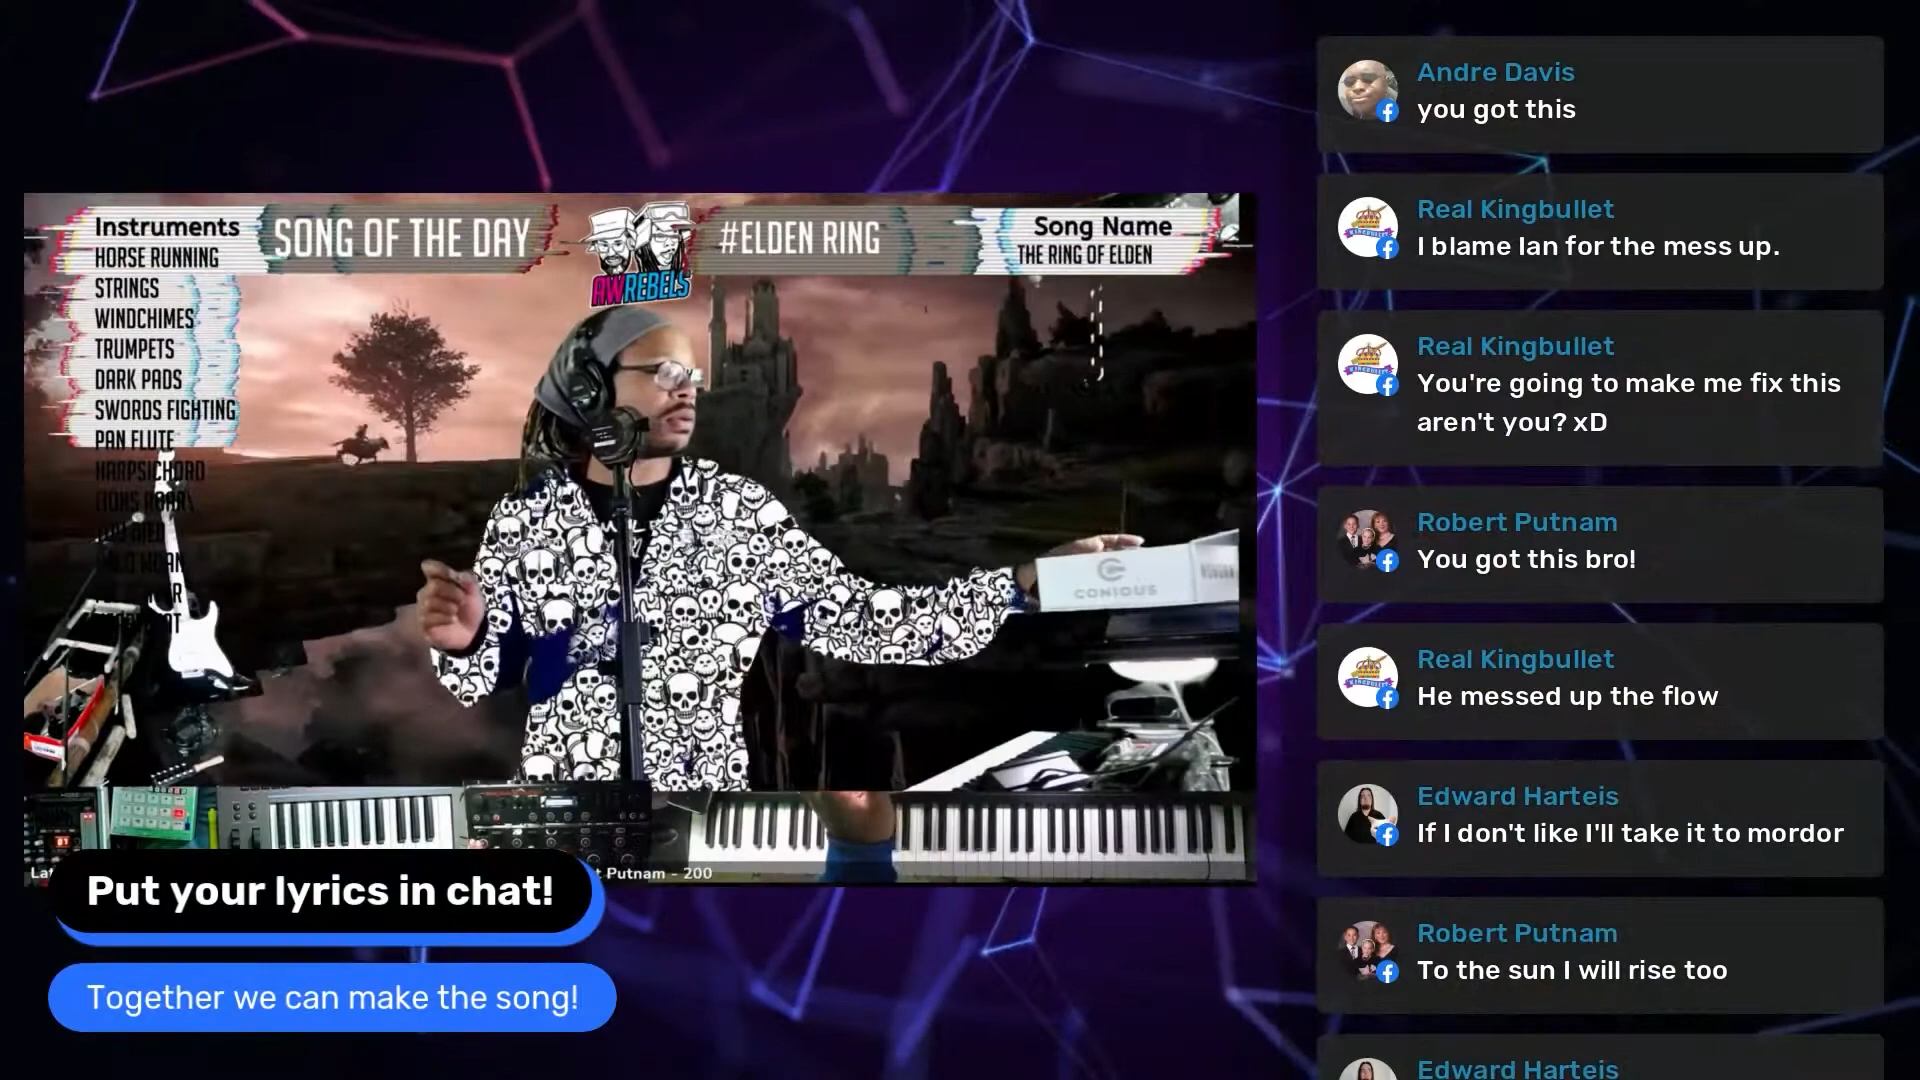 Instruments
HORSE RUNNING
STRINGS
WINDCHIMES
TRUMPETS
DARK PADS
SWORDS FIGHTING
PAN FLUTE
HARPSICHORD
LIONS ROAR
SONG OF THE DAY
AWREBELS
#ELDEN RING
Song Name
THE RING OF ELDEN
CONIOUS
Putnam - 200
Put your lyrics in chat!
Together we can make the song!
Andre Davis
you got this
Real Kingbullet
I blame Ian for the mess up.
Real Kingbullet
You're going to make me fix this
aren't you? xD
Robert Putnam
You got this bro!
Real Kingbullet
He messed up the flow
Edward Harteis
If I don't like I'll take it to mordor
Robert Putnam
To the sun I will rise too
Edward Harteis